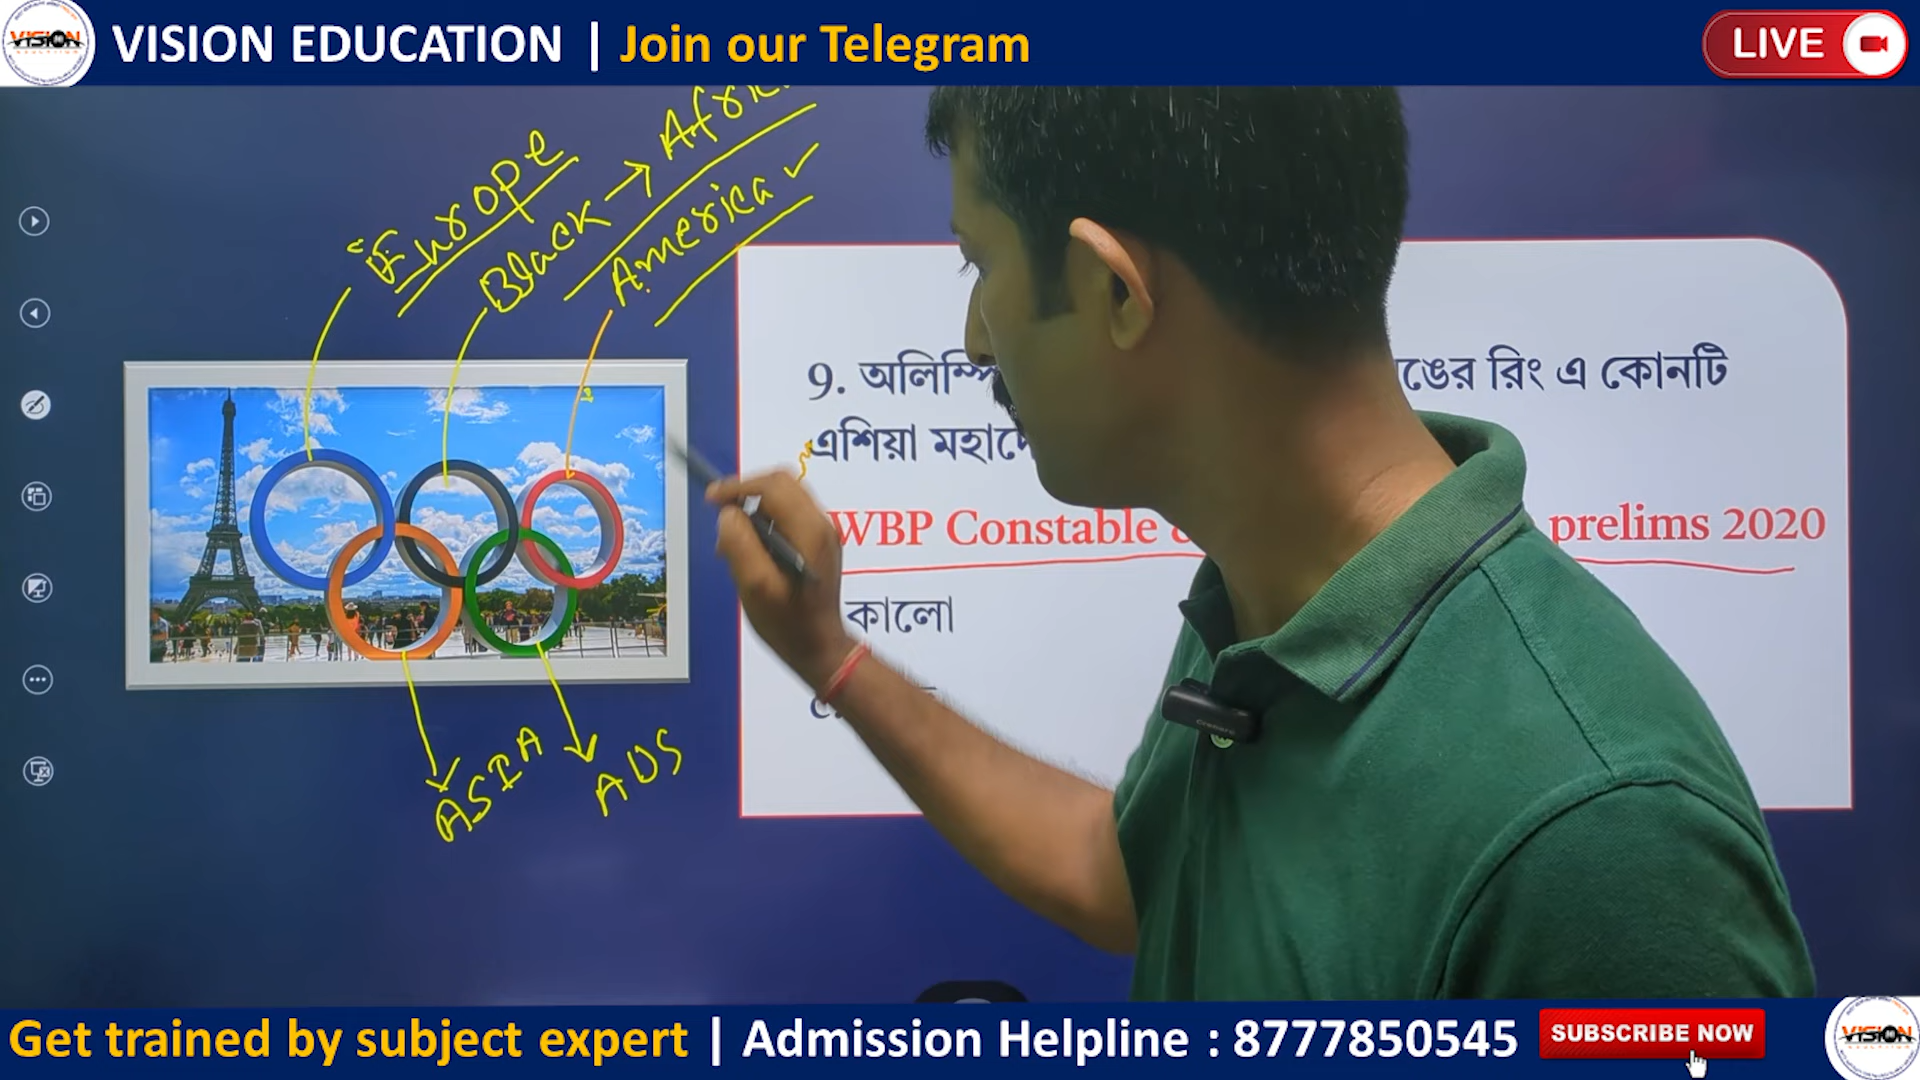 VISION
VISION EDUCATION | Join our Telegram
LIVE
Europe
Black → Afric
America ✓
9. অলিম্পি ঙের রিং এ কোনটি
এশিয়া মহাদে
WBP Constable & prelims 2020
কালো
ASIA
AUS
Get trained by subject expert | Admission Helpline : 8777850545
SUBSCRIBE NOW
VISION